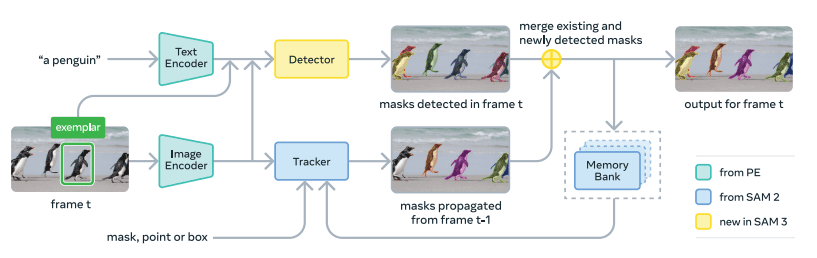 “a penguin”
Text
Encoder
Detector
masks detected in frame t
merge existing and
newly detected masks
output for frame t
exemplar
frame t
Image
Encoder
Tracker
masks propagated
from frame t-1
Memory
Bank
mask, point or box
from PE
from SAM 2
new in SAM 3